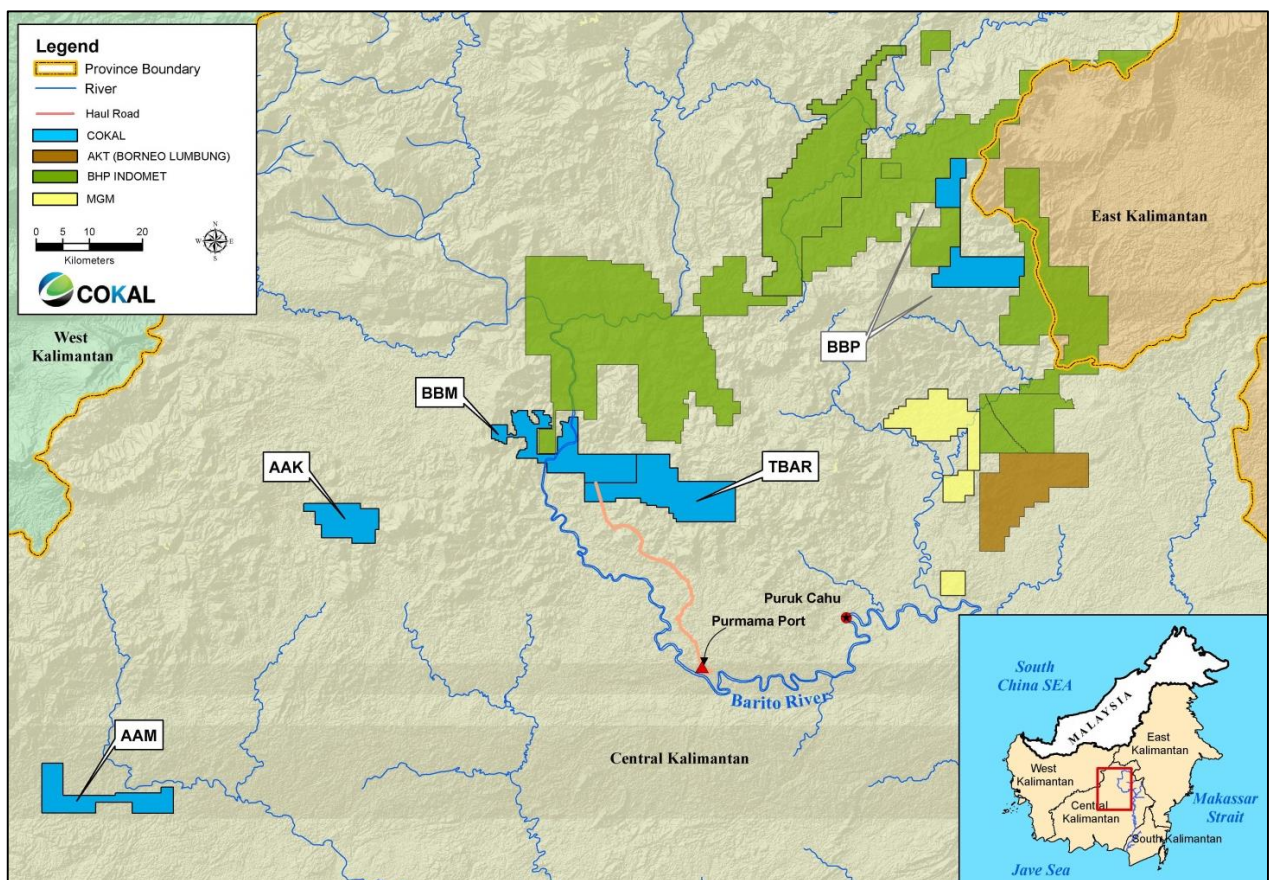 Legend
Province Boundary
River
Haul Road
COKAL
AKT (BORNEO LUMBUNG)
BHP INDOMET
MGM
0 5 10 20
Kilometers
N
W E
S
COKAL
West
Kalimantan
East Kalimantan
BBP
BBM
AAK
TBAR
Puruk Cahu
Purmama Port
Barito River
AAM
Central Kalimantan
South
China SEA
MALAYSIA
East
Kalimantan
West
Kalimantan
Central
Kalimantan
Makassar
Strait
South Kalimantan
Jave Sea